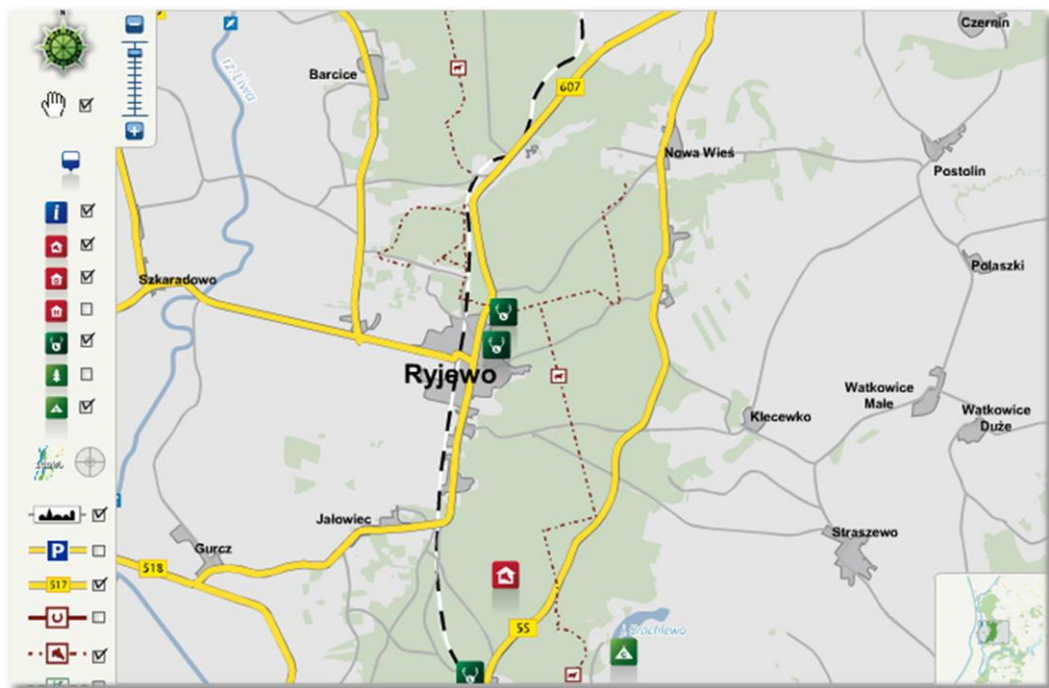 N
Czernin
rz. Liwa
Barcice
607
Nowa Wieś
Postolin
i
Polaszki
Szkaradowo
Ryjewo
Watkowice
Małe
Watkowice
Duże
Klecewko
Jałowiec
Straszewo
P
Gurcz
518
517
55